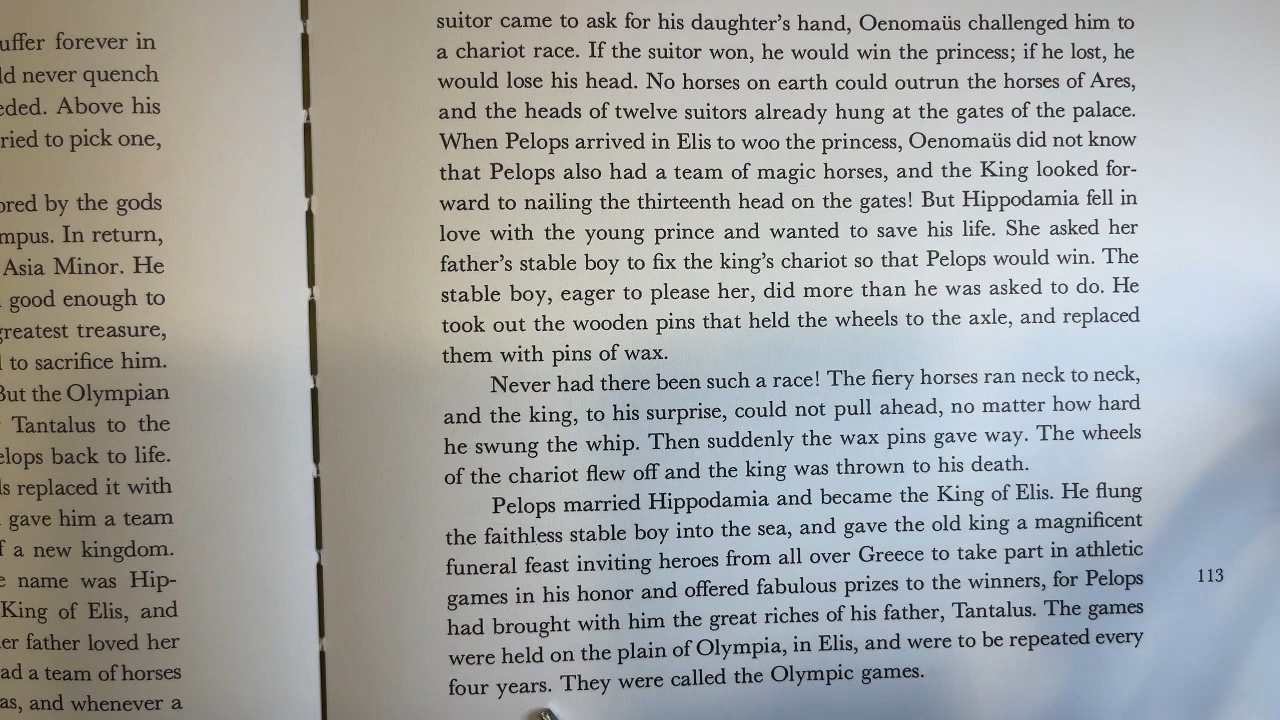 uffer forever in
ld never quench
eded. Above his
ried to pick one,
ored by the gods
mpus. In return,
Asia Minor. He
good enough to
greatest treasure,
to sacrifice him.
But the Olympian
Tantalus to the
elops back to life.
ls replaced it with
gave him a team
f a new kingdom.
e name was Hip-
King of Elis, and
er father loved her
ad a team of horses
as, and whenever a
suitor came to ask for his daughter's hand, Oenomaüs challenged him to
a chariot race. If the suitor won, he would win the princess; if he lost, he
would lose his head. No horses on earth could outrun the horses of Ares,
and the heads of twelve suitors already hung at the gates of the palace.
When Pelops arrived in Elis to woo the princess, Oenomaüs did not know
that Pelops also had a team of magic horses, and the King looked for-
ward to nailing the thirteenth head on the gates! But Hippodamia fell in
love with the young prince and wanted to save his life. She asked her
father's stable boy to fix the king's chariot so that Pelops would win. The
stable boy, eager to please her, did more than he was asked to do. He
took out the wooden pins that held the wheels to the axle, and replaced
them with pins of wax.
Never had there been such a race! The fiery horses ran neck to neck,
and the king, to his surprise, could not pull ahead, no matter how hard
he swung the whip. Then suddenly the wax pins gave way. The wheels
of the chariot flew off and the king was thrown to his death.
Pelops married Hippodamia and became the King of Elis. He flung
the faithless stable boy into the sea, and gave the old king a magnificent
funeral feast inviting heroes from all over Greece to take part in athletic
games in his honor and offered fabulous prizes to the winners, for Pelops
had brought with him the great riches of his father, Tantalus. The games
were held on the plain of Olympia, in Elis, and were to be repeated every
four years. They were called the Olympic games.
113